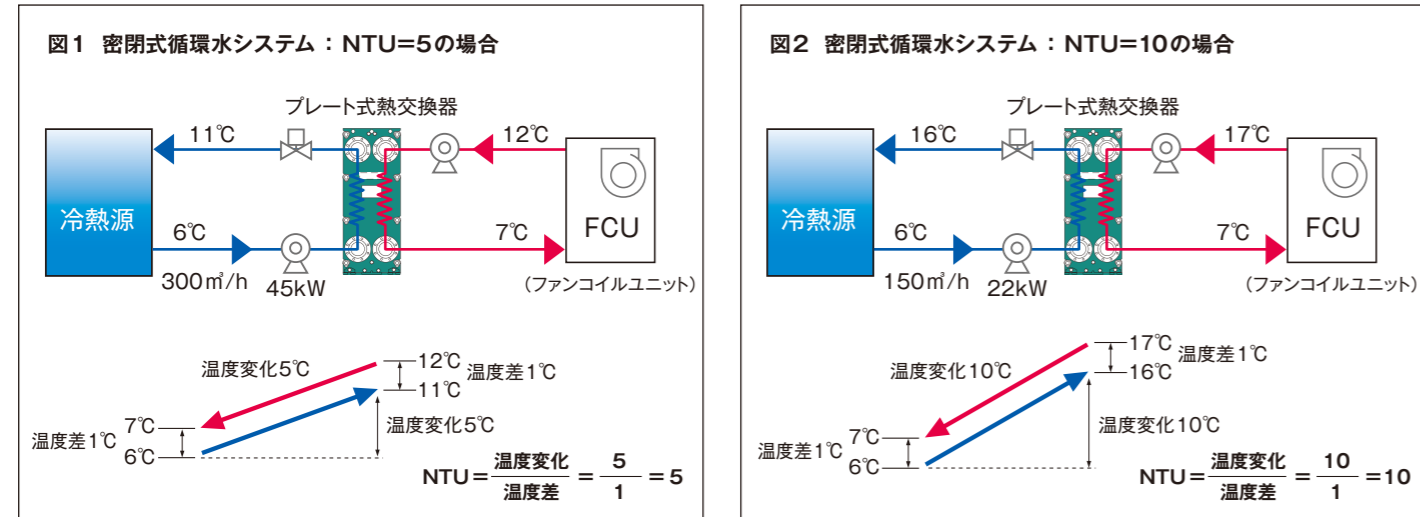 図1 密閉式循環水システム：NTU=5の場合
プレート式熱交換器
11℃
12℃
冷熱源
6℃
7℃
FCU
300㎥/h
45kW
(ファンコイルユニット)
温度変化5℃
12℃
温度差1℃
11℃
7℃
温度差1℃
6℃
温度変化5℃
NTU=温度変化/温度差=5/1=5
図2 密閉式循環水システム：NTU=10の場合
プレート式熱交換器
16℃
17℃
冷熱源
6℃
7℃
FCU
150㎥/h
22kW
(ファンコイルユニット)
温度変化10℃
17℃
温度差1℃
16℃
7℃
温度差1℃
6℃
温度変化10℃
NTU=温度変化/温度差=10/1=10